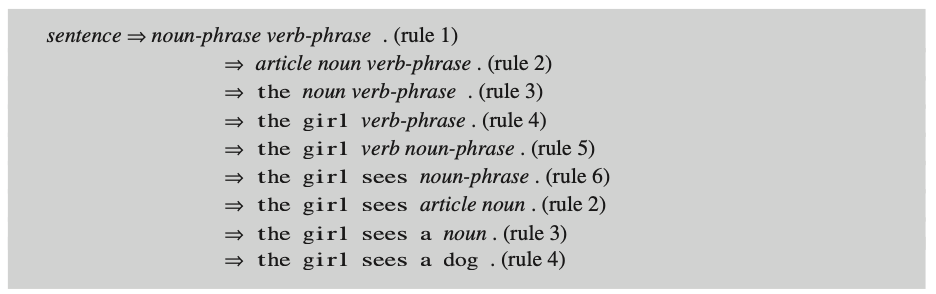 sentence ⇒ noun-phrase verb-phrase . (rule 1)
⇒ article noun verb-phrase . (rule 2)
⇒ the noun verb-phrase . (rule 3)
⇒ the girl verb-phrase . (rule 4)
⇒ the girl verb noun-phrase . (rule 5)
⇒ the girl sees noun-phrase . (rule 6)
⇒ the girl sees article noun . (rule 2)
⇒ the girl sees a noun . (rule 3)
⇒ the girl sees a dog . (rule 4)